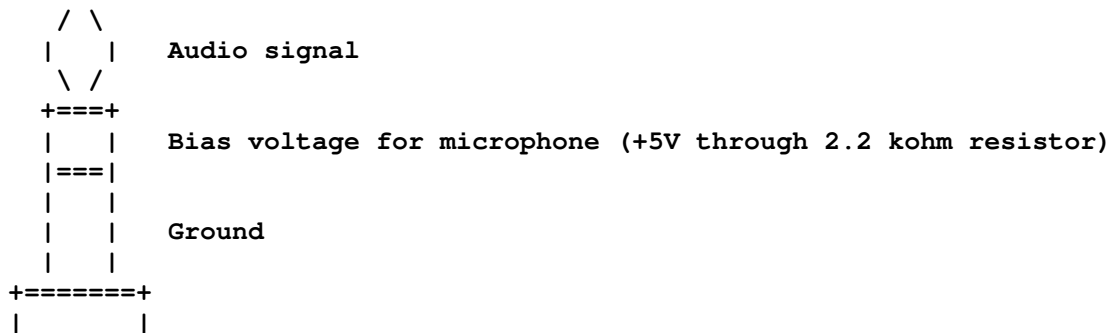 Audio signal
Bias voltage for microphone (+5V through 2.2 kohm resistor)
Ground